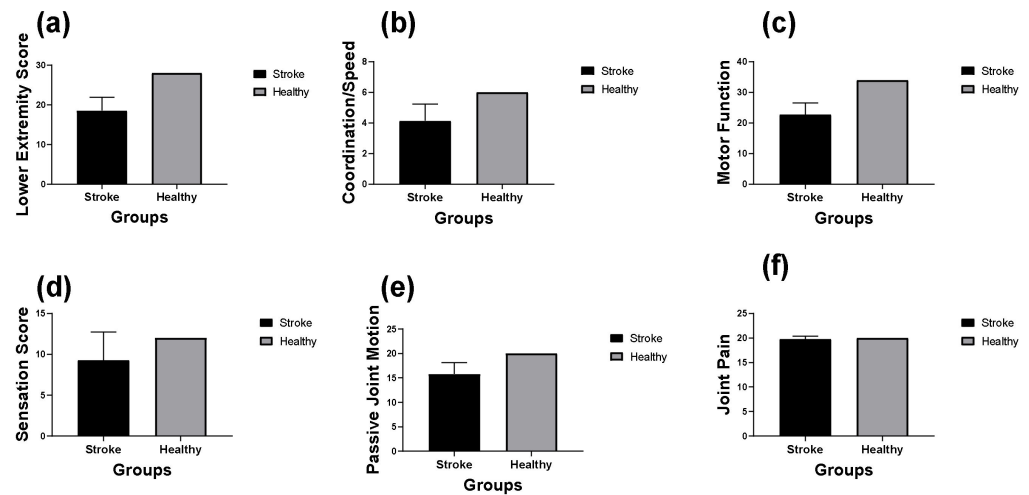 (a)
Lower Extremity Score
30
20
10
0
Stroke
Healthy
Groups
Stroke
Healthy
(b)
Coordination/Speed
8
6
4
2
0
Stroke
Healthy
Groups
Stroke
Healthy
(c)
Motor Function
40
30
20
10
0
Stroke
Healthy
Groups
Stroke
Healthy
(d)
Sensation Score
15
10
5
0
Stroke
Healthy
Groups
Stroke
Healthy
(e)
Passive Joint Motion
25
20
15
10
5
0
Stroke
Healthy
Groups
Stroke
Healthy
(f)
Joint Pain
25
20
15
10
5
0
Stroke
Healthy
Groups
Stroke
Healthy